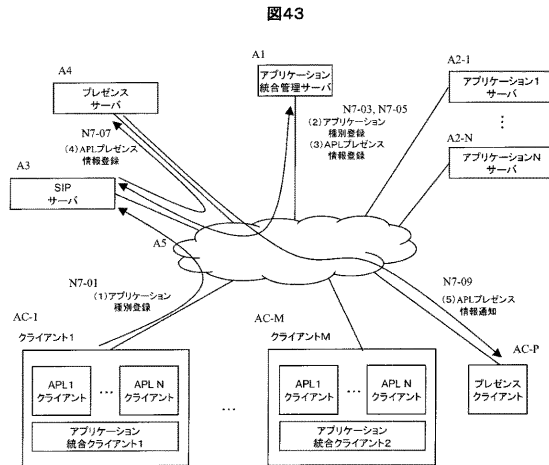 図43
A4
プレゼンス
サーバ
A1
アプリケーション
統合管理サーバ
A2-1
アプリケーション1
サーバ
⋮
A2-N
アプリケーションN
サーバ
N7-03, N7-05
(2)アプリケーション
種別登録
(3)APLプレゼンス
情報登録
N7-07
(4)APLプレゼンス
情報登録
A3
SIP
サーバ
A5
N7-01
(1)アプリケーション
種別登録
N7-09
(5)APLプレゼンス
情報通知
AC-1
クライアント1
APL1
クライアント
…
APL N
クライアント
アプリケーション
統合クライアント1
…
AC-M
クライアントM
APL1
クライアント
…
APL N
クライアント
アプリケーション
統合クライアント2
AC-P
プレゼンス
クライアント